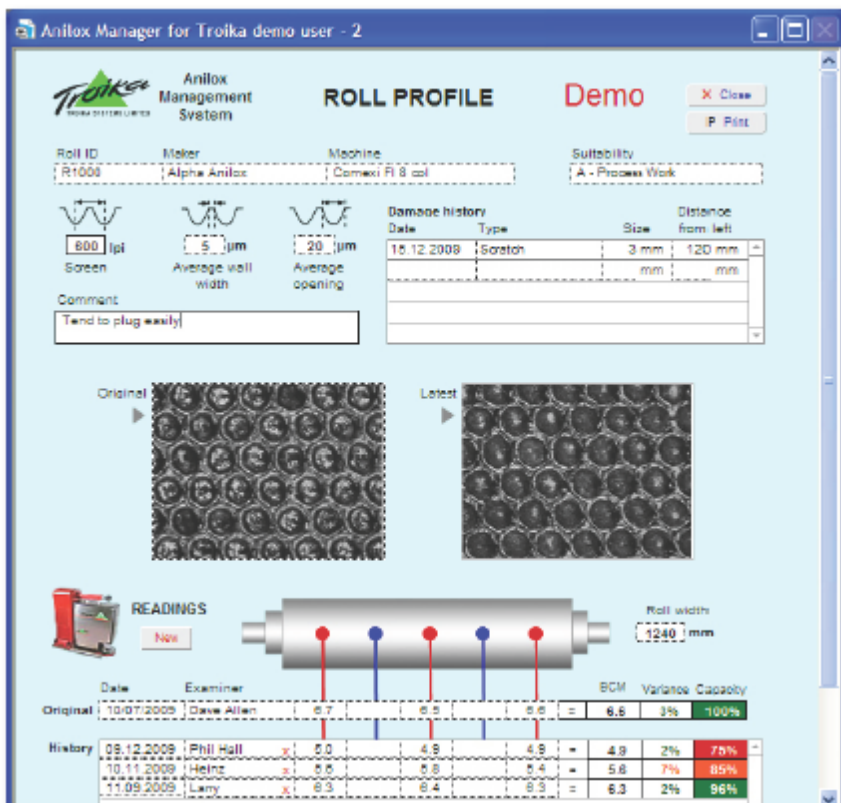 Anilox Manager for Troika demo user - 2
Troika
TROIKA SYSTEMS LIMITED
Anilox
Management
System
ROLL PROFILE
Demo
X Close
P Print
Roll ID Maker Machine Suitability
R1000 Alpha Anilox Comexi Fl 8 col A - Process Work
Damage history
Date Type Size Distance from left
600 lpi 5 µm 20 µm
Screen Average wall width Average opening
15.12.2009 Scratch 3 mm 120 mm
mm mm
Comment
Tend to plug easily
Original Latest
READINGS
New
Roll width
1240 mm
Date Examiner BCM Variance Capacity
Original 10/07/2009 Dave Allen 6.7 6.5 6.6 = 6.6 3% 100%
History 09.12.2009 Phil Hall x 5.0 4.9 4.9 = 4.9 2% 75%
10.11.2009 Heinz x 5.8 5.4 = 5.6 7% 85%
11.09.2009 Larry x 6.3 6.4 6.3 = 6.3 2% 96%